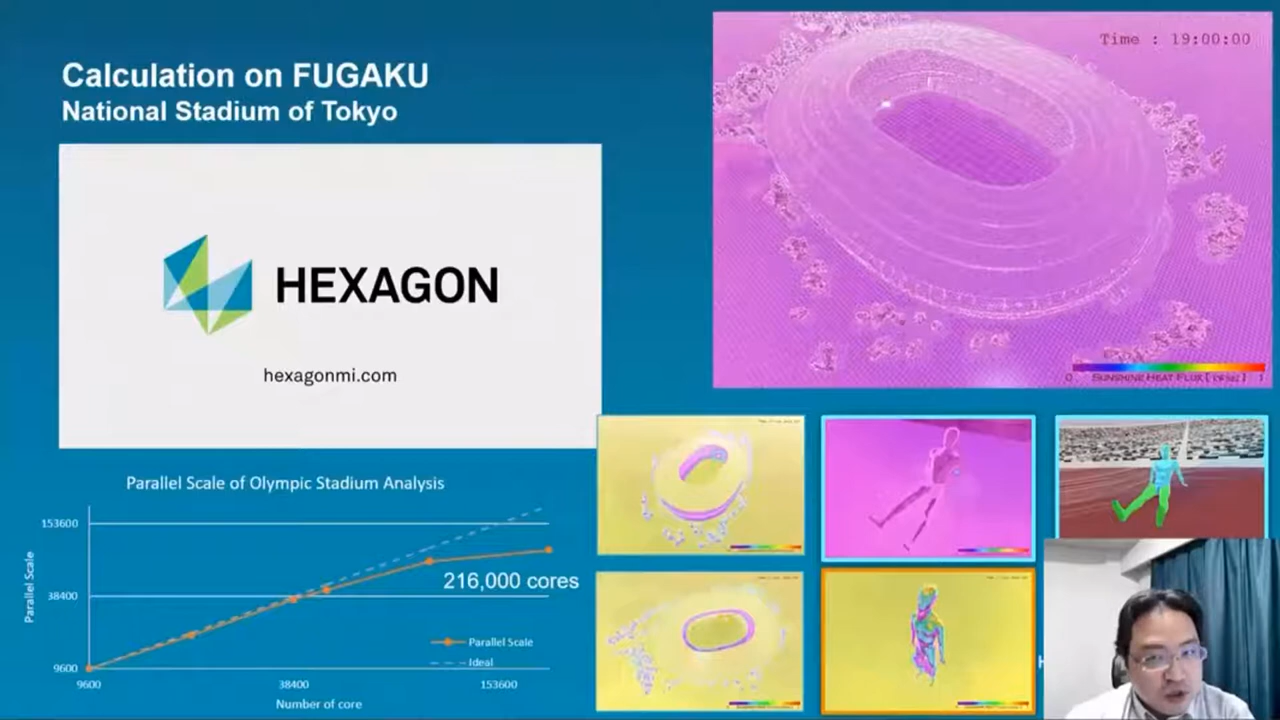 Calculation on FUGAKU
National Stadium of Tokyo
HEXAGON
hexagonmi.com
Time : 19:00:00
0 SUNSHINE HEAT FLUX 1
Parallel Scale of Olympic Stadium Analysis
Parallel Scale
153600
38400
9600
216,000 cores
Parallel Scale
Ideal
9600 38400 153600
Number of core